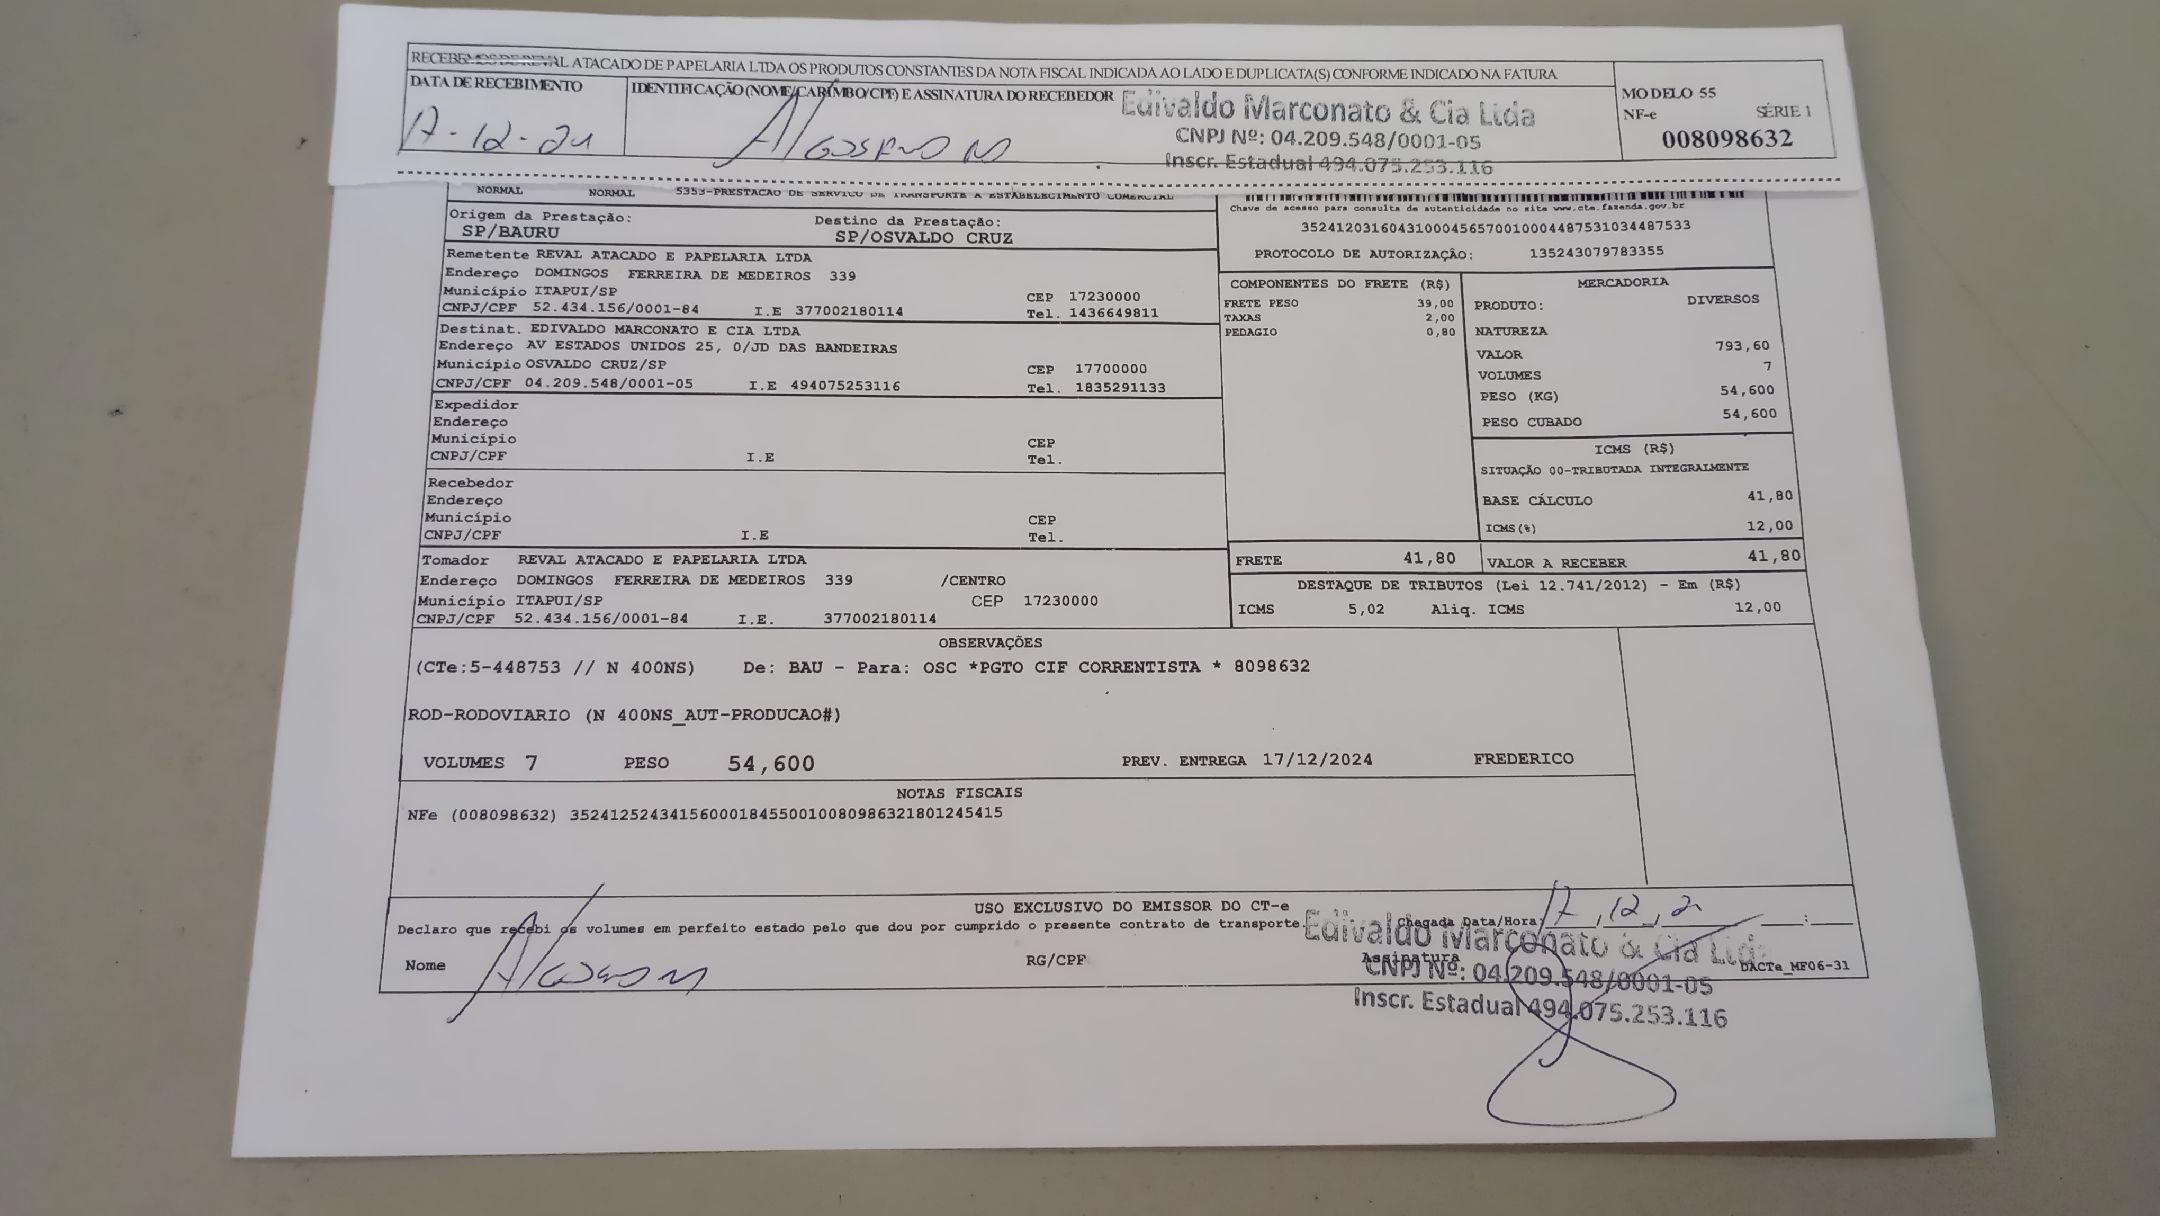 RECEBEMOS DE REVAL ATACADO DE PAPELARIA LTDA OS PRODUTOS CONSTANTES DA NOTA FISCAL INDICADA AO LADO E DUPLICATA(S) CONFORME INDICADO NA FATURA
DATA DE RECEBIMENTO
IDENTIFICAÇÃO (NOME/CARIMBO/CPF) E ASSINATURA DO RECEBEDOR
Edivaldo Marconato & Cia Ltda
CNPJ Nº: 04.209.548/0001-05
Inscr. Estadual 494.075.253.116
MODELO 55
NF-e SÉRIE 1
008098632
17-12-24
NORMAL NORMAL 5353-PRESTACAO DE SERVICO DE TRANSPORTE A ESTABELECIMENTO COMERCIAL
Chave de acesso para consulta de autenticidade no site www.cte.fazenda.gov.br
35241203160431000456570010004487531034487533
PROTOCOLO DE AUTORIZAÇÃO: 135243079783355
Origem da Prestação: Destino da Prestação:
SP/BAURU SP/OSVALDO CRUZ
Remetente REVAL ATACADO E PAPELARIA LTDA
Endereço DOMINGOS FERREIRA DE MEDEIROS 339
Município ITAPUI/SP CEP 17230000
CNPJ/CPF 52.434.156/0001-84 I.E 377002180114 Tel. 1436649811
Destinat. EDIVALDO MARCONATO E CIA LTDA
Endereço AV ESTADOS UNIDOS 25, 0/JD DAS BANDEIRAS
Município OSVALDO CRUZ/SP CEP 17700000
CNPJ/CPF 04.209.548/0001-05 I.E 494075253116 Tel. 1835291133
Expedidor
Endereço
Município CEP
CNPJ/CPF I.E Tel.
Recebedor
Endereço
Município CEP
CNPJ/CPF I.E Tel.
Tomador REVAL ATACADO E PAPELARIA LTDA
Endereço DOMINGOS FERREIRA DE MEDEIROS 339 /CENTRO
Município ITAPUI/SP CEP 17230000
CNPJ/CPF 52.434.156/0001-84 I.E. 377002180114
COMPONENTES DO FRETE (R$)
FRETE PESO 39,00
TAXAS 2,00
PEDAGIO 0,80
MERCADORIA
PRODUTO: DIVERSOS
NATUREZA
VALOR 793,60
VOLUMES 7
PESO (KG) 54,600
PESO CUBADO 54,600
ICMS (R$)
SITUAÇÃO 00-TRIBUTADA INTEGRALMENTE
BASE CÁLCULO 41,80
ICMS(%) 12,00
FRETE 41,80 VALOR A RECEBER 41,80
DESTAQUE DE TRIBUTOS (Lei 12.741/2012) - Em (R$)
ICMS 5,02 Aliq. ICMS 12,00
OBSERVAÇÕES
(CTe:5-448753 // N 400NS) De: BAU - Para: OSC *PGTO CIF CORRENTISTA * 8098632
ROD-RODOVIARIO (N 400NS_AUT-PRODUCAO#)
VOLUMES 7 PESO 54,600 PREV. ENTREGA 17/12/2024 FREDERICO
NOTAS FISCAIS
NFe (008098632) 35241252434156000184550010080986321801245415
USO EXCLUSIVO DO EMISSOR DO CT-e
Declaro que recebi os volumes em perfeito estado pelo que dou por cumprido o presente contrato de transporte
Chegada Data/Hora:
Nome RG/CPF Assinatura
DACTe_MF06-31
Edivaldo Marconato & Cia Ltda
CNPJ Nº: 04.209.548/0001-05
Inscr. Estadual 494.075.253.116